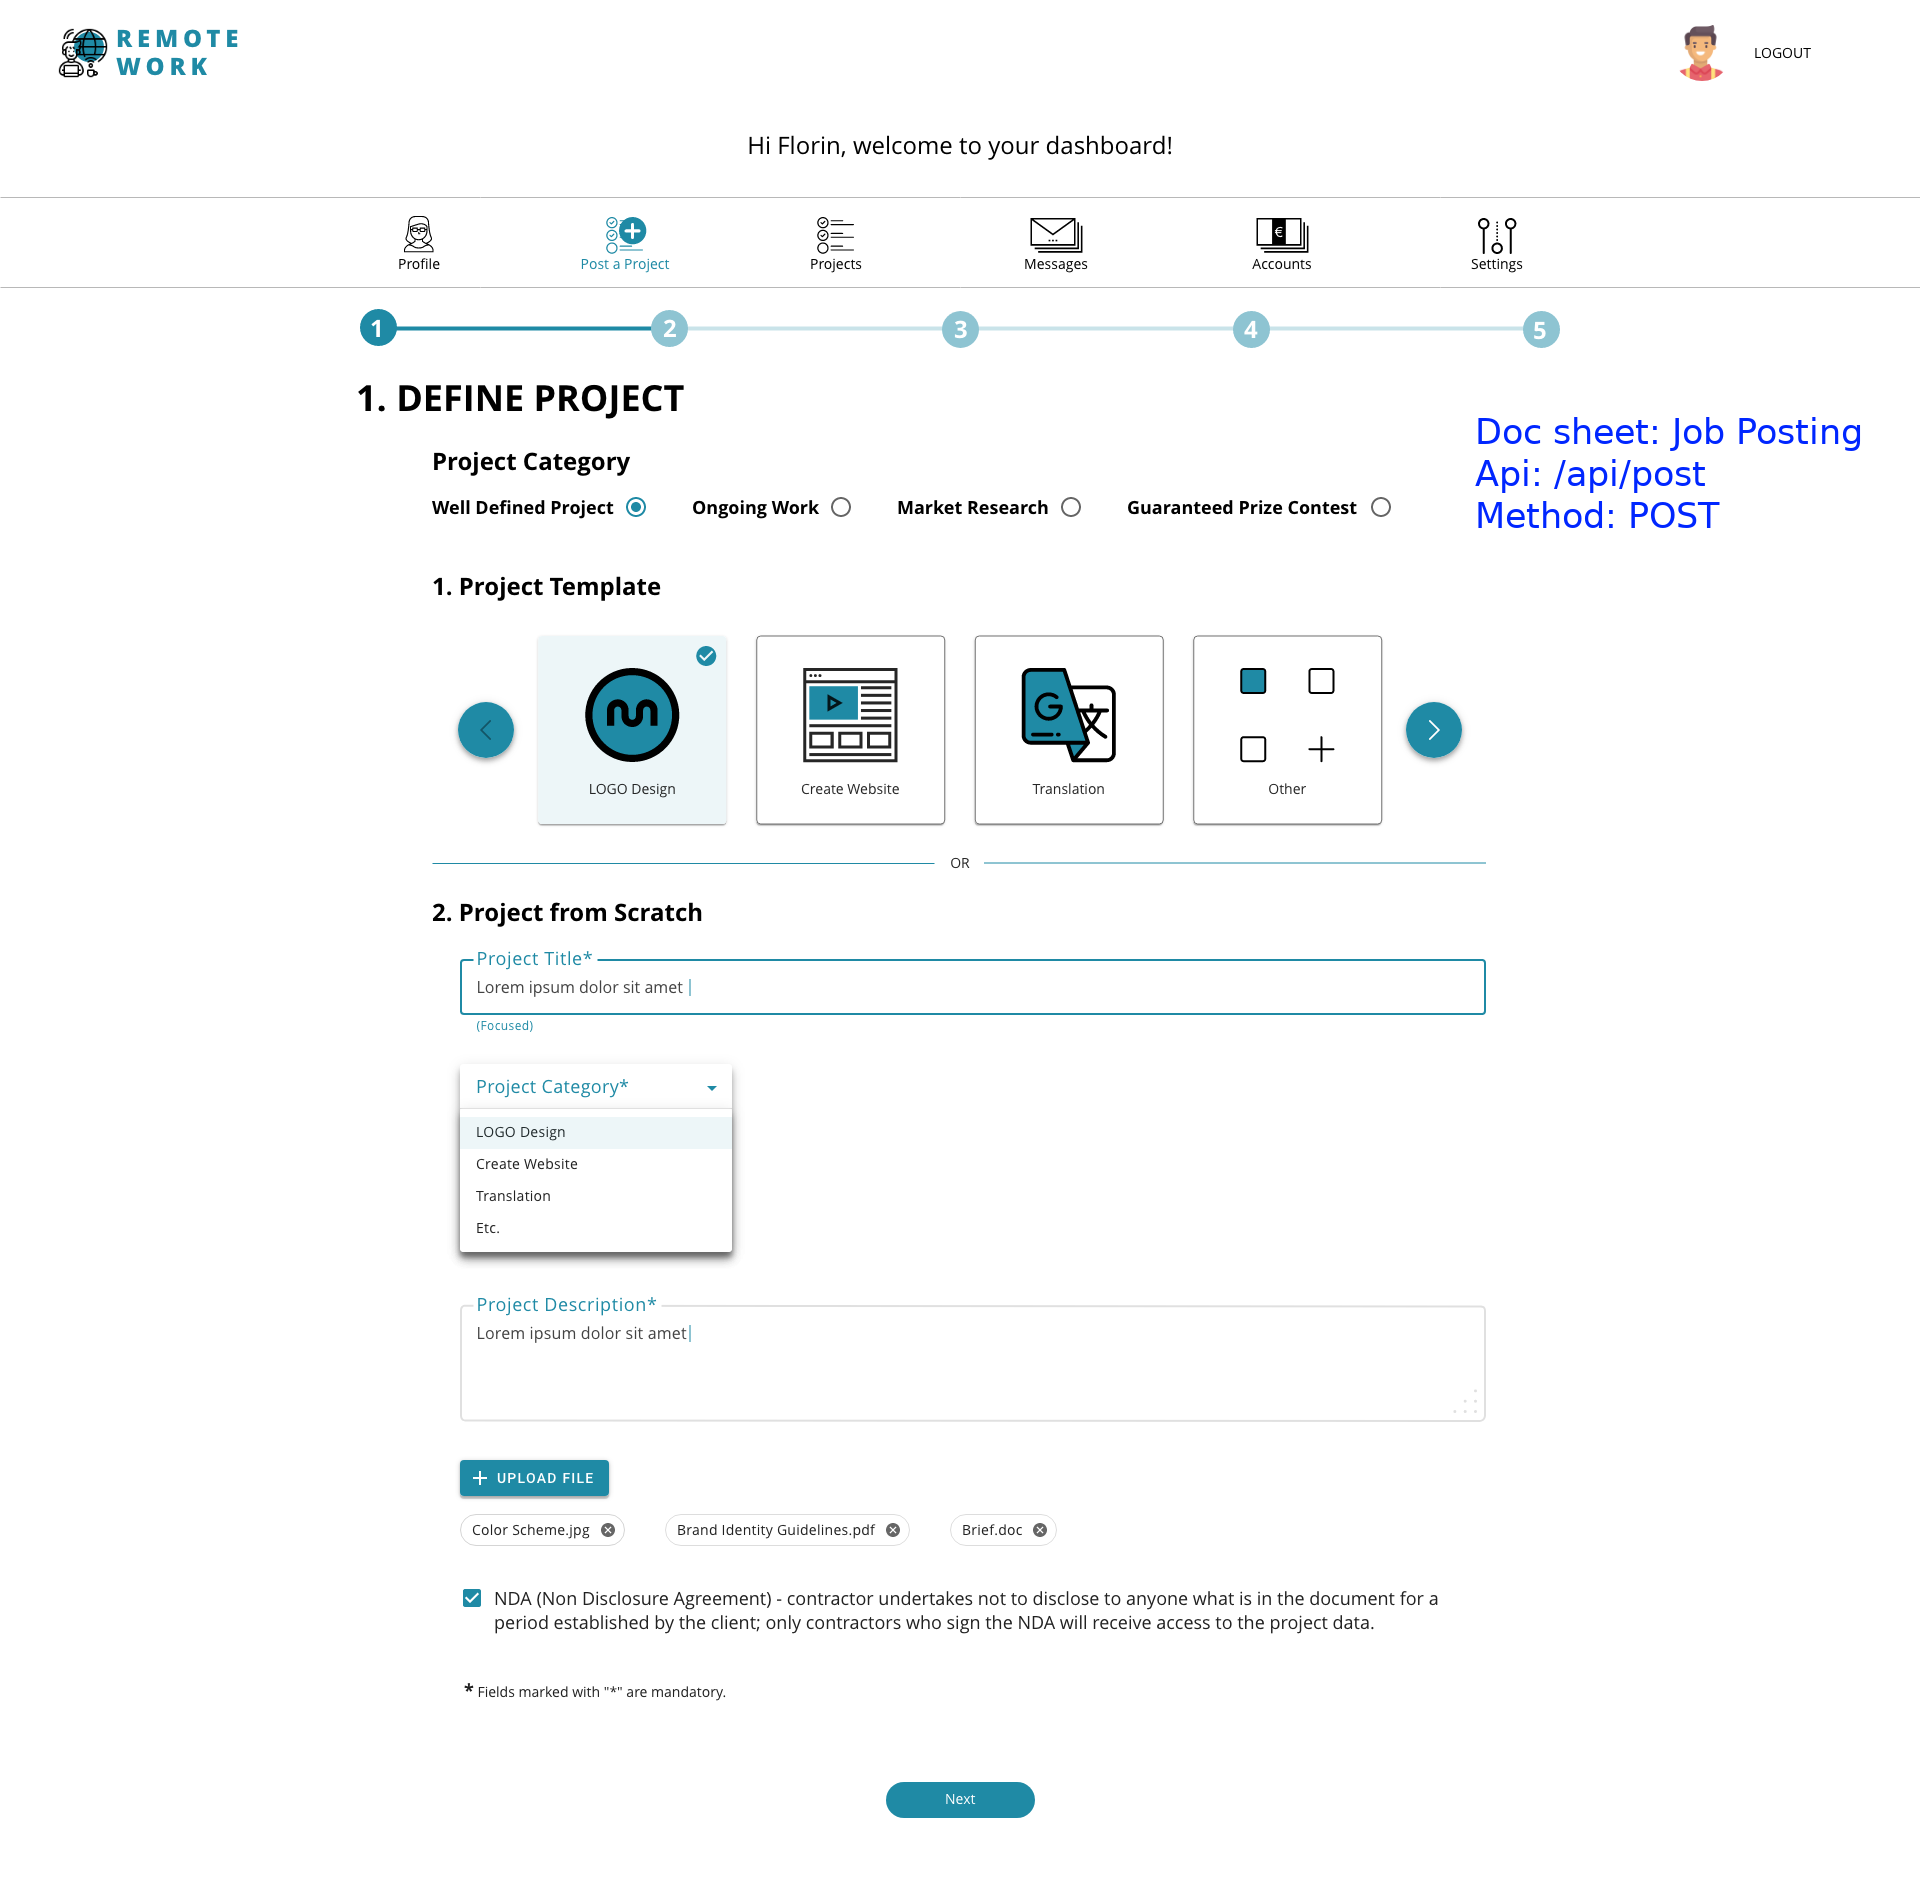 REMOTE
WORK
LOGOUT
Hi Florin, welcome to your dashboard!
Profile
Post a Project
Projects
Messages
€
Accounts
Settings
1
2
3
4
5
1. DEFINE PROJECT
Doc sheet: Job Posting
Api: /api/post
Method: POST
Project Category
Well Defined Project
Ongoing Work
Market Research
Guaranteed Prize Contest
1. Project Template
LOGO Design
Create Website
G 文
Translation
Other
OR
2. Project from Scratch
Project Title*
Lorem ipsum dolor sit amet
(Focused)
Project Category*
LOGO Design
Create Website
Translation
Etc.
Project Description*
Lorem ipsum dolor sit amet
UPLOAD FILE
Color Scheme.jpg
Brand Identity Guidelines.pdf
Brief.doc
NDA (Non Disclosure Agreement) - contractor undertakes not to disclose to anyone what is in the document for a
period established by the client; only contractors who sign the NDA will receive access to the project data.
* Fields marked with "*" are mandatory.
Next